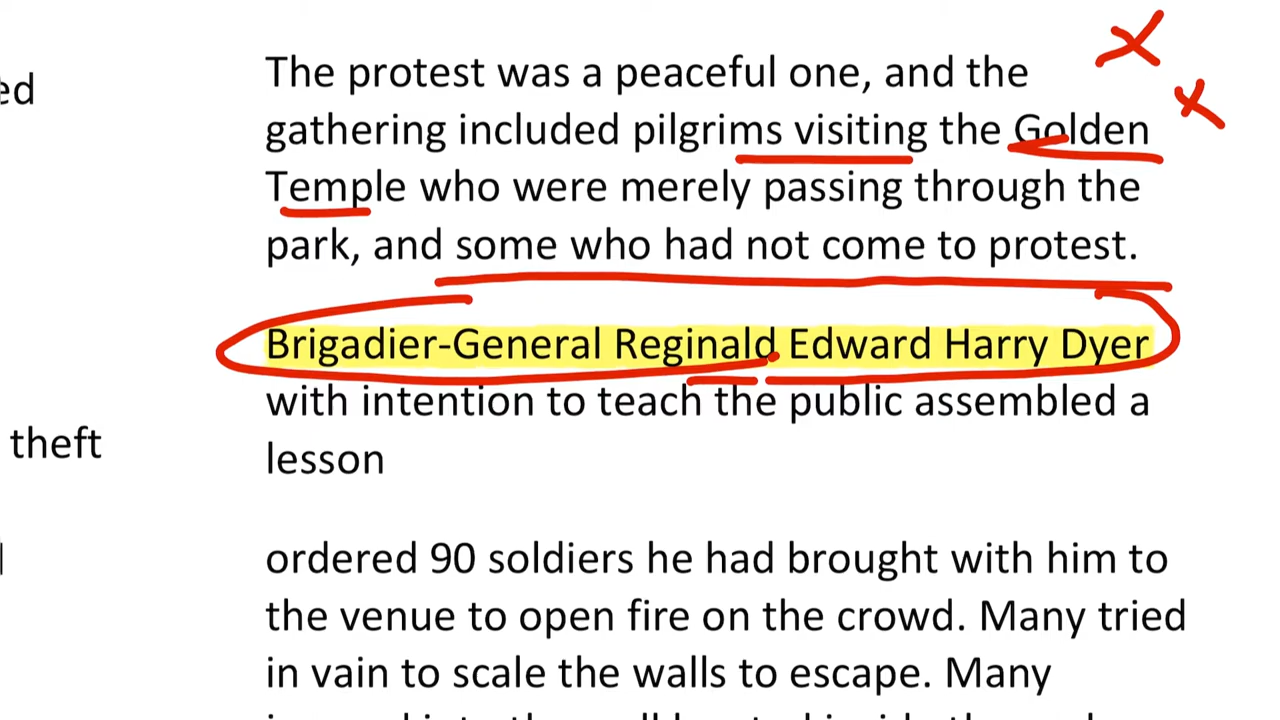 ed
The protest was a peaceful one, and the
gathering included pilgrims visiting the Golden
Temple who were merely passing through the
park, and some who had not come to protest.
Brigadier-General Reginald Edward Harry Dyer
with intention to teach the public assembled a
lesson
theft
ordered 90 soldiers he had brought with him to
the venue to open fire on the crowd. Many tried
in vain to scale the walls to escape. Many